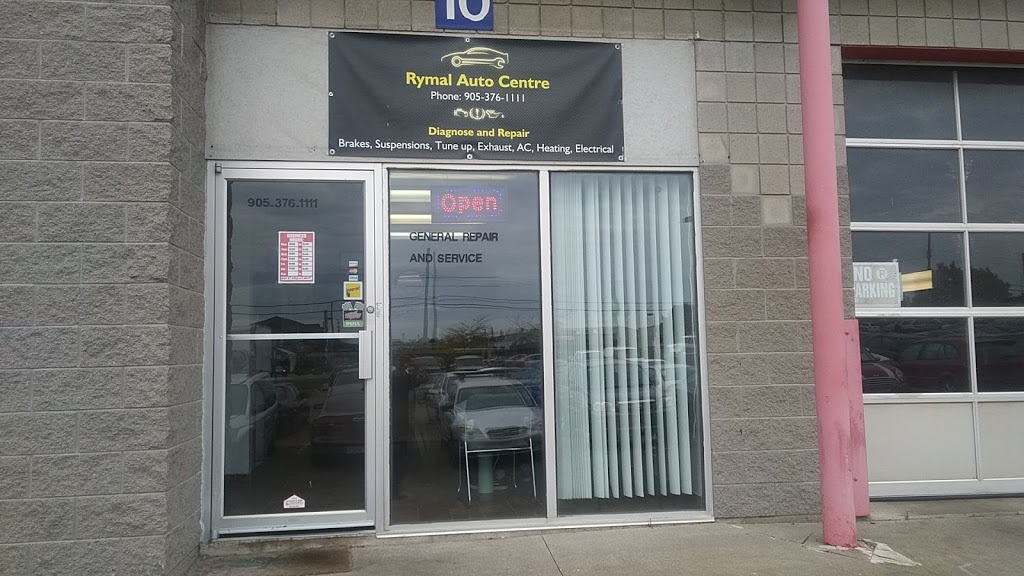 10
Rymal Auto Centre
Phone: 905-376-1111
Diagnose and Repair
Brakes, Suspensions, Tune up, Exhaust, AC, Heating, Electrical
905.376.1111
Open
GENERAL REPAIR
AND SERVICE
NO P
PARKING